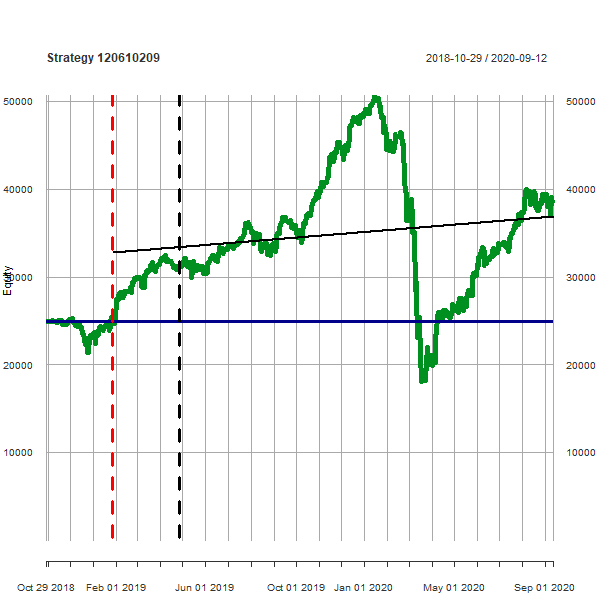 Strategy 120610209
2018-10-29 / 2020-09-12
50000
50000
40000
40000
Equity
30000
30000
20000
20000
10000
10000
Oct 29 2018
Feb 01 2019
Jun 01 2019
Oct 01 2019
Jan 01 2020
May 01 2020
Sep 01 2020